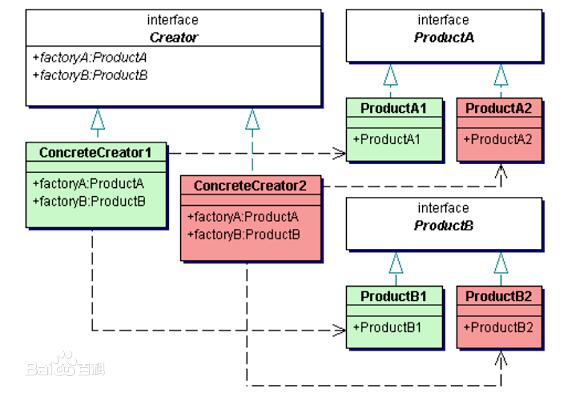 interface
Creator
+factoryA:ProductA
+factoryB:ProductB
interface
ProductA
ProductA1
+ProductA1
ProductA2
+ProductA2
ConcreteCreator1
+factoryA:ProductA
+factoryB:ProductB
ConcreteCreator2
+factoryA:ProductA
+factoryB:ProductB
interface
ProductB
ProductB1
+ProductB1
ProductB2
+ProductB2
Bai百科